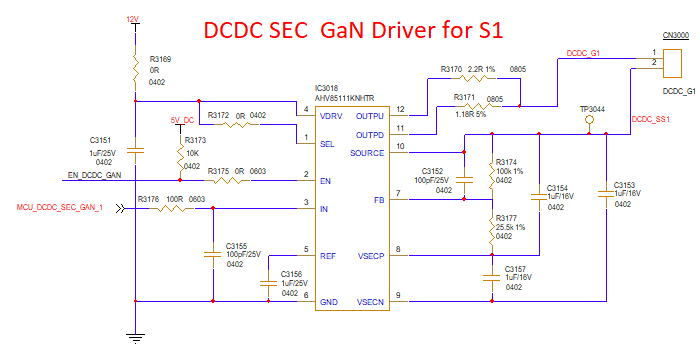 DCDC SEC GaN Driver for S1
12V
CN3000
R3169
0R
0402
DCDC_G1
1
2
DCDC_G1
R3170 2.2R 1% 0805
IC3018
AHV85111KNHTR
R3171 0805
1.18R 5%
TP3044
DCDC_SS1
4 VDRV OUTPU 12
R3172 0R 0402
5V_DC
R3173
10K
0402
1 SEL OUTPD 11
SOURCE 10
C3151
1uF/25V
0402
EN_DCDC_GAN
R3175 0R 0603
2 EN
C3152
100pF/25V
0402
R3174
100k 1%
0402
C3154
1uF/16V
0402
C3153
1uF/16V
0402
MCU_DCDC_SEC_GAN_1
R3176 100R 0603
3 IN FB 7
R3177
25.5k 1%
0402
C3155
100pF/25V
0402
5 REF VSECP 8
C3156
1uF/25V
0402
C3157
1uF/16V
0402
6 GND VSECN 9